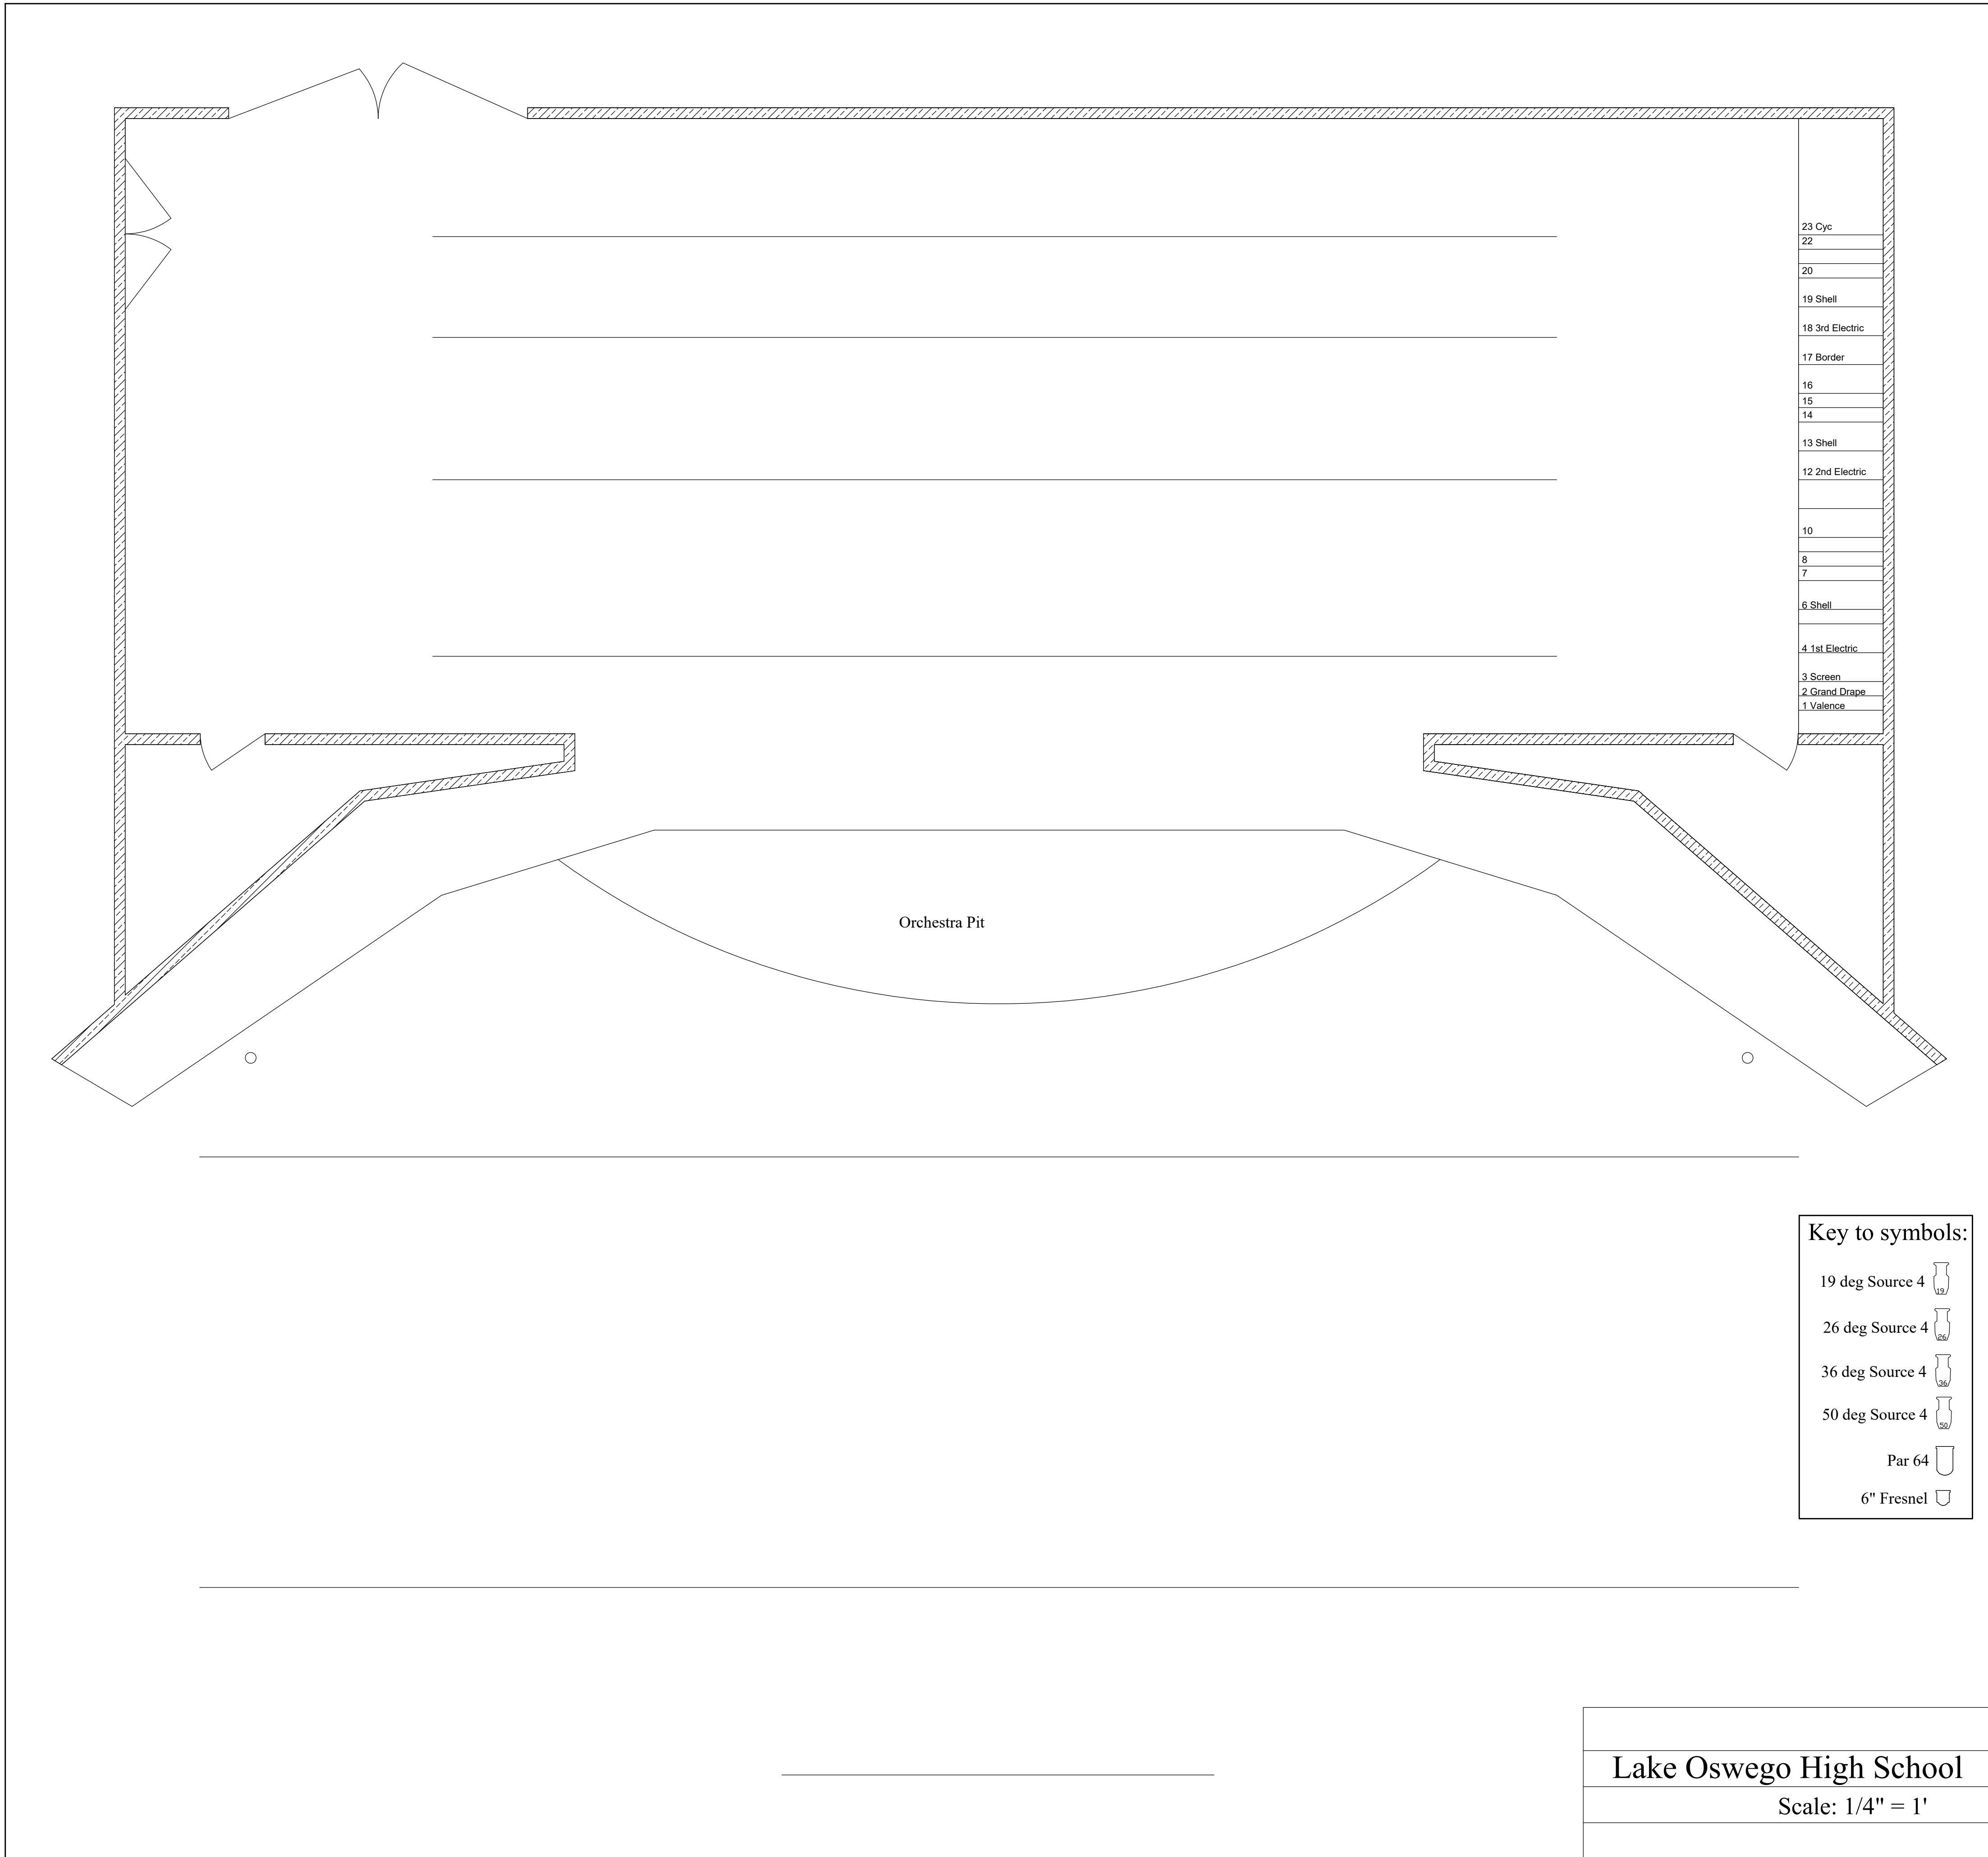 23 Cyc
22
20
19 Shell
18 3rd Electric
17 Border
16
15
14
13 Shell
12 2nd Electric
10
8
7
6 Shell
4 1st Electric
3 Screen
2 Grand Drape
1 Valence
Orchestra Pit
Key to symbols:
19 deg Source 4 19
26 deg Source 4 26
36 deg Source 4 36
50 deg Source 4 50
Par 64
6" Fresnel
Lake Oswego High School
Scale: 1/4" = 1'